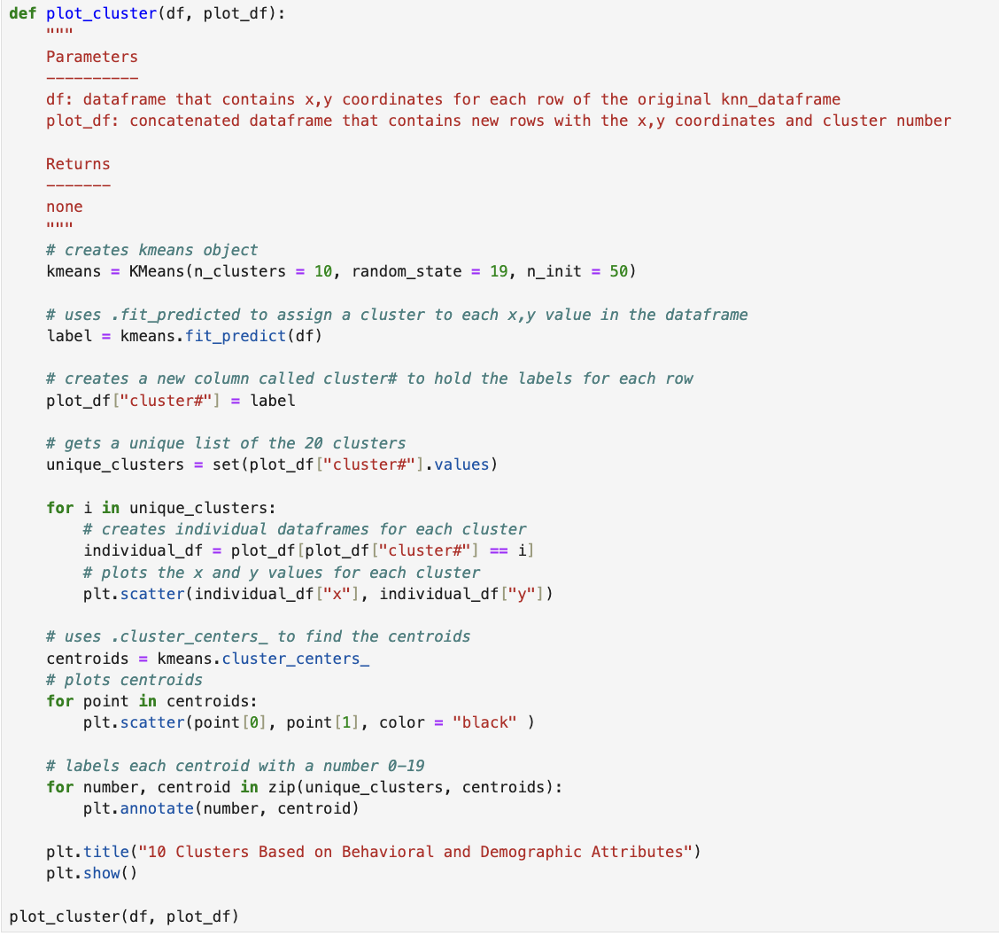 def plot_cluster(df, plot_df):
    """
    Parameters
    ----------
    df: dataframe that contains x,y coordinates for each row of the original knn_dataframe
    plot_df: concatenated dataframe that contains new rows with the x,y coordinates and cluster number

    Returns
    -------
    none
    """
    # creates kmeans object
    kmeans = KMeans(n_clusters = 10, random_state = 19, n_init = 50)

    # uses .fit_predicted to assign a cluster to each x,y value in the dataframe
    label = kmeans.fit_predict(df)

    # creates a new column called cluster# to hold the labels for each row
    plot_df["cluster#"] = label

    # gets a unique list of the 20 clusters
    unique_clusters = set(plot_df["cluster#"].values)

    for i in unique_clusters:
        # creates individual dataframes for each cluster
        individual_df = plot_df[plot_df["cluster#"] == i]
        # plots the x and y values for each cluster
        plt.scatter(individual_df["x"], individual_df["y"])

    # uses .cluster_centers_ to find the centroids
    centroids = kmeans.cluster_centers_
    # plots centroids
    for point in centroids:
        plt.scatter(point[0], point[1], color = "black" )

    # labels each centroid with a number 0-19
    for number, centroid in zip(unique_clusters, centroids):
        plt.annotate(number, centroid)

    plt.title("10 Clusters Based on Behavioral and Demographic Attributes")
    plt.show()

plot_cluster(df, plot_df)